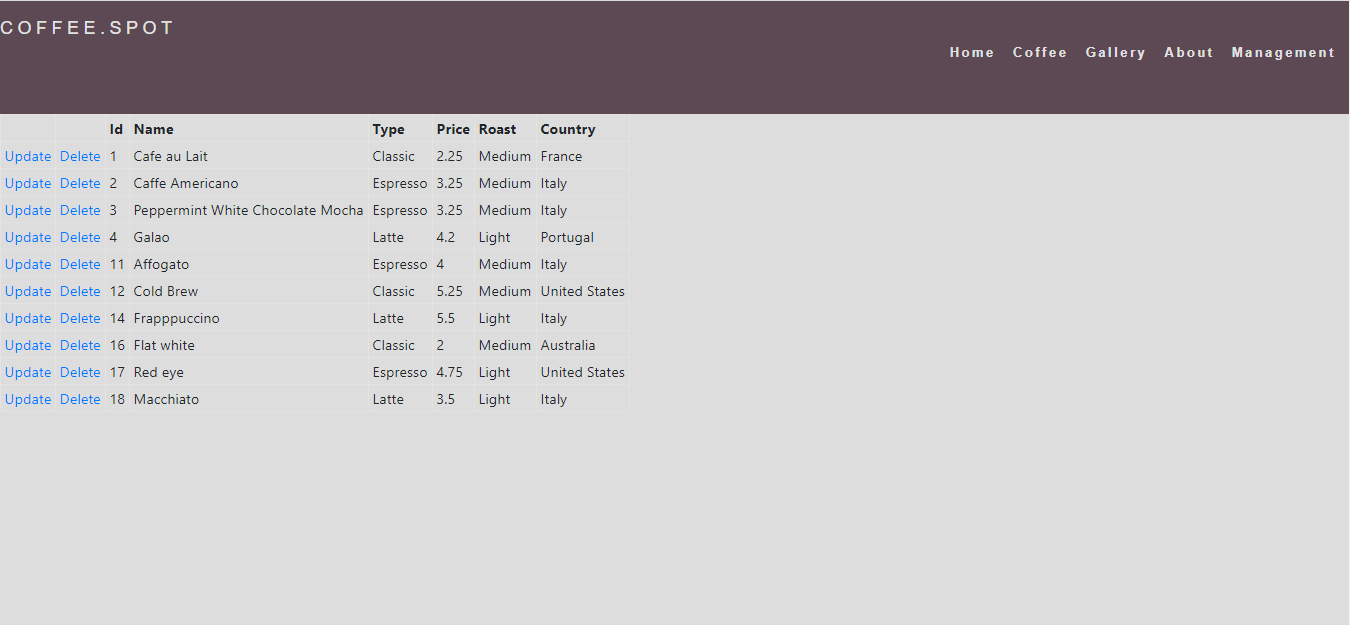 COFFEE.SPOT
Home Coffee Gallery About Management
Id Name Type Price Roast Country
Update Delete 1 Cafe au Lait Classic 2.25 Medium France
Update Delete 2 Caffe Americano Espresso 3.25 Medium Italy
Update Delete 3 Peppermint White Chocolate Mocha Espresso 3.25 Medium Italy
Update Delete 4 Galao Latte 4.2 Light Portugal
Update Delete 11 Affogato Espresso 4 Medium Italy
Update Delete 12 Cold Brew Classic 5.25 Medium United States
Update Delete 14 Frapppuccino Latte 5.5 Light Italy
Update Delete 16 Flat white Classic 2 Medium Australia
Update Delete 17 Red eye Espresso 4.75 Light United States
Update Delete 18 Macchiato Latte 3.5 Light Italy